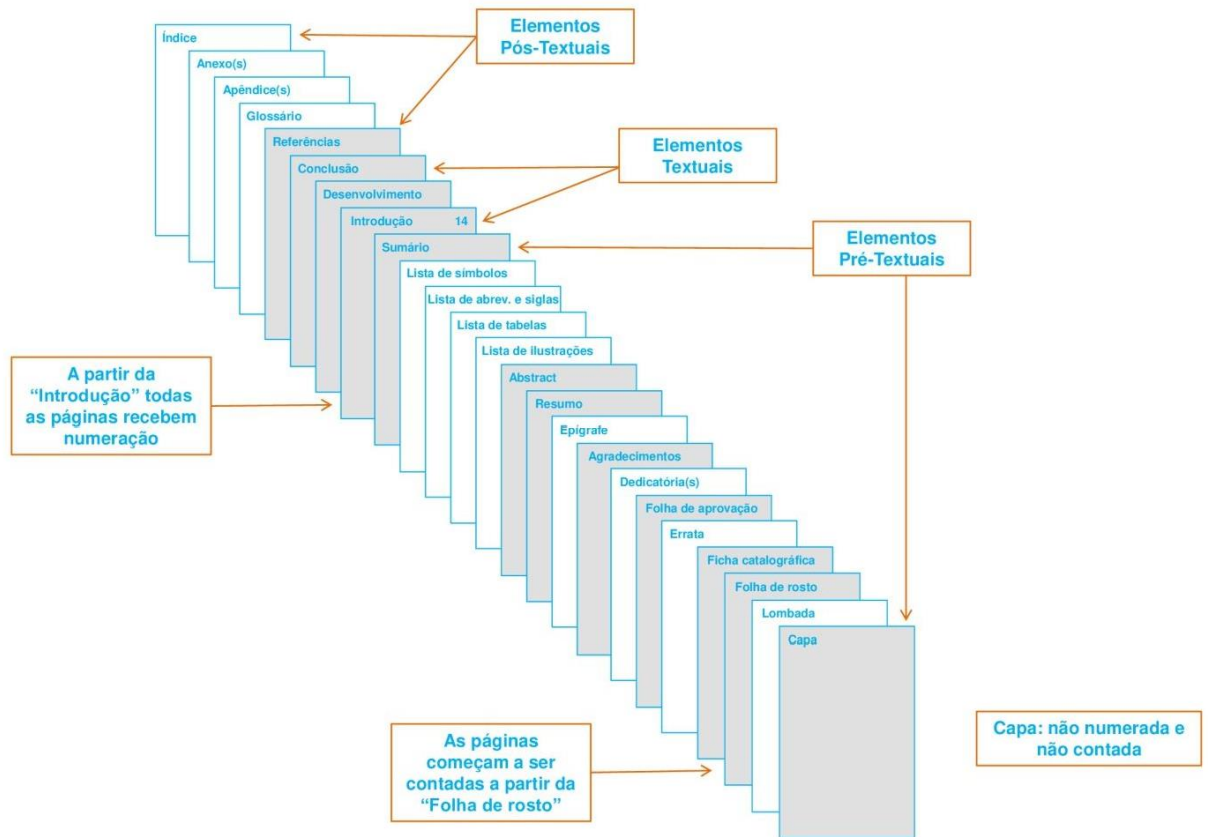 Elementos
Pós-Textuais
Índice
Anexo(s)
Apêndice(s)
Glossário
Referências
Elementos
Textuais
Conclusão
Desenvolvimento
Introdução 14
Elementos
Pré-Textuais
Sumário
Lista de símbolos
Lista de abrev. e siglas
Lista de tabelas
Lista de ilustrações
A partir da
“Introdução” todas
as páginas recebem
numeração
Abstract
Resumo
Epígrafe
Agradecimentos
Dedicatória(s)
Folha de aprovação
Errata
Ficha catalográfica
Folha de rosto
Lombada
Capa
As páginas
começam a ser
contadas a partir da
“Folha de rosto”
Capa: não numerada e
não contada